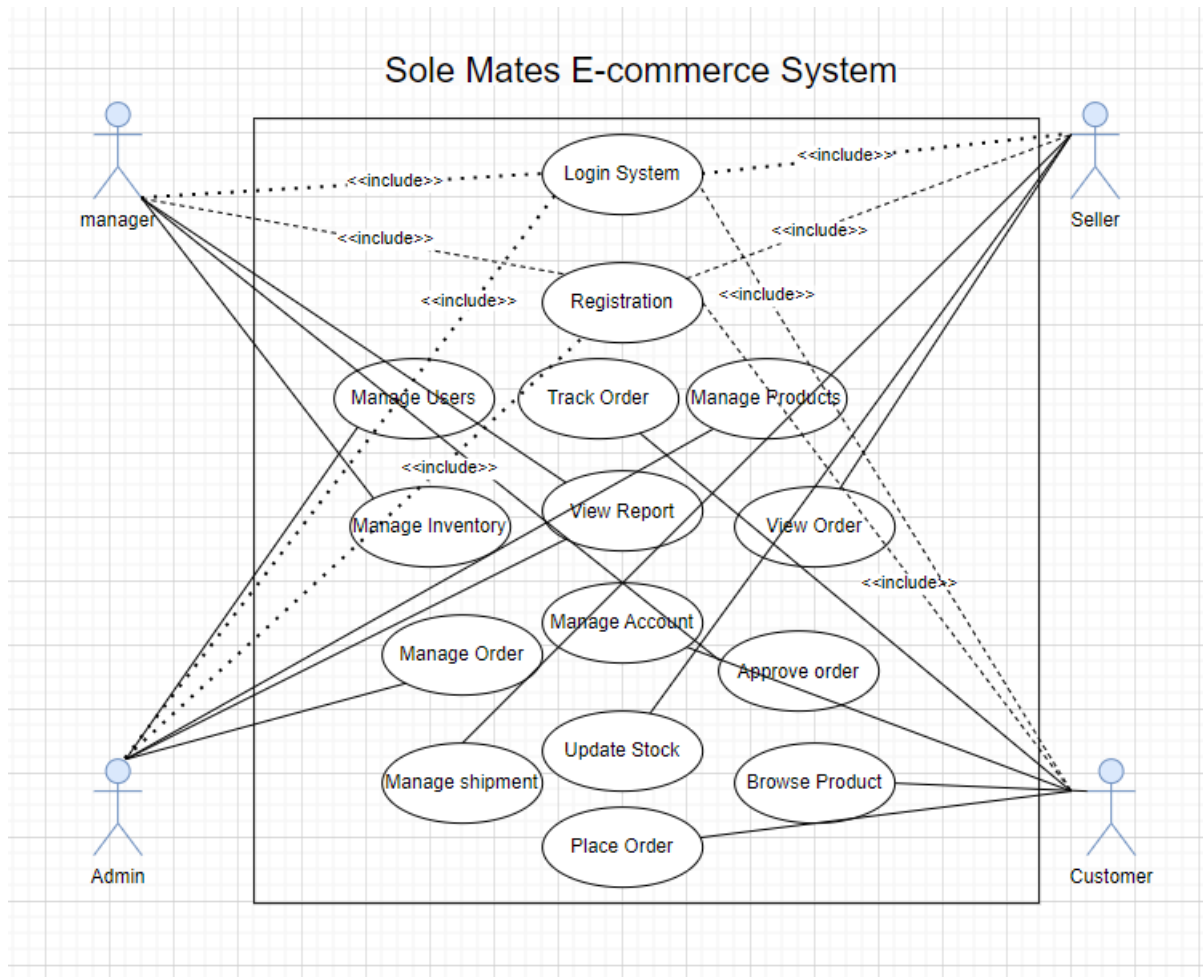 Sole Mates E-commerce System
Login System
<<include>>
<<include>>
manager
Seller
<<include>>
<<include>>
Registration
<<include>>
<<include>>
Manage Users
Track Order
Manage Products
<<include>>
View Report
Manage Inventory
View Order
<<include>>
Manage Account
Manage Order
Approve order
Update Stock
Manage shipment
Browse Product
Place Order
Admin
Customer